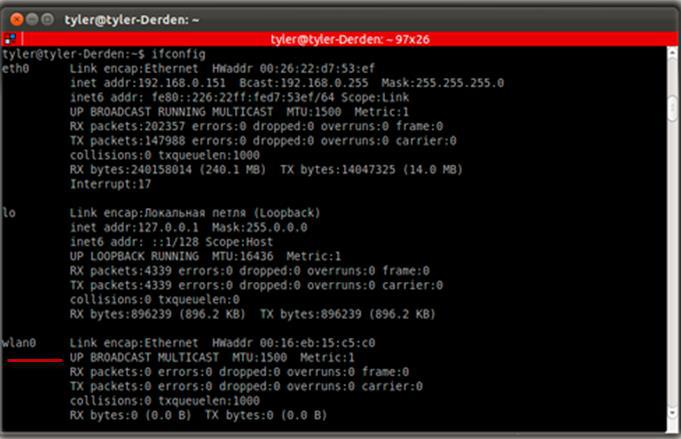 tyler@tyler-Derden: ~
tyler@tyler-Derden: ~ 97x26
tyler@tyler-Derden:~$ ifconfig
eth0 Link encap:Ethernet HWaddr 00:26:22:d7:53:ef
inet addr:192.168.0.151 Bcast:192.168.0.255 Mask:255.255.255.0
inet6 addr: fe80::226:22ff:fed7:53ef/64 Scope:Link
UP BROADCAST RUNNING MULTICAST MTU:1500 Metric:1
RX packets:202357 errors:0 dropped:0 overruns:0 frame:0
TX packets:147988 errors:0 dropped:0 overruns:0 carrier:0
collisions:0 txqueuelen:1000
RX bytes:240158014 (240.1 MB) TX bytes:14047325 (14.0 MB)
Interrupt:17
lo Link encap:Локальная петля (Loopback)
inet addr:127.0.0.1 Mask:255.0.0.0
inet6 addr: ::1/128 Scope:Host
UP LOOPBACK RUNNING MTU:16436 Metric:1
RX packets:4339 errors:0 dropped:0 overruns:0 frame:0
TX packets:4339 errors:0 dropped:0 overruns:0 carrier:0
collisions:0 txqueuelen:0
RX bytes:896239 (896.2 KB) TX bytes:896239 (896.2 KB)
wlan0 Link encap:Ethernet HWaddr 00:16:eb:15:c5:c0
UP BROADCAST MULTICAST MTU:1500 Metric:1
RX packets:0 errors:0 dropped:0 overruns:0 frame:0
TX packets:0 errors:0 dropped:0 overruns:0 carrier:0
collisions:0 txqueuelen:1000
RX bytes:0 (0.0 B) TX bytes:0 (0.0 B)